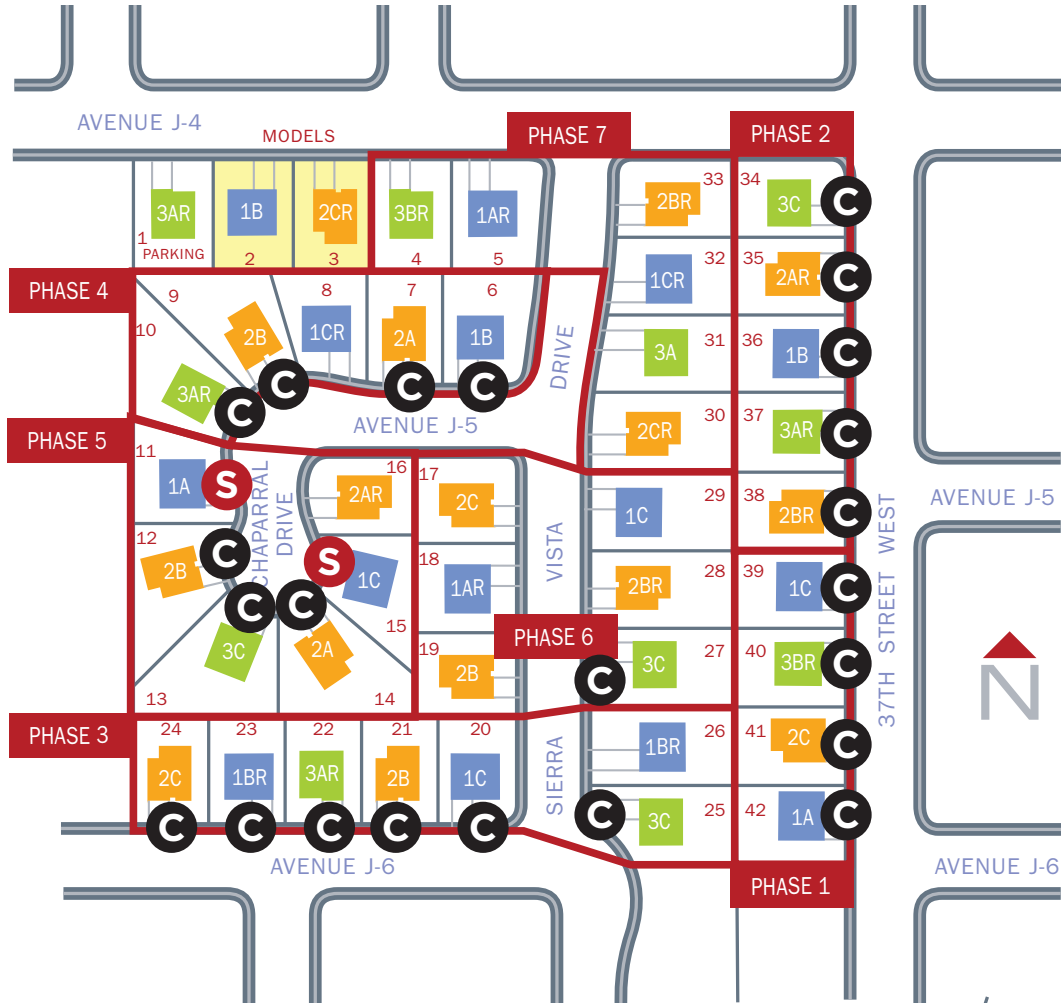 AVENUE J-4
MODELS
PHASE 7
PHASE 2
3AR
1B
2CR
3BR
1AR
2BR
33
34
3C
C
1
PARKING
2
3
4
5
PHASE 4
9
8
7
6
10
2B
1CR
2A
1B
3AR
C
C
C
C
DRIVE
1CR
32
35
2AR
C
3A
31
36
1B
C
2CR
30
37
3AR
C
AVENUE J-5
PHASE 5
11
1A
S
CHAPARRAL
DRIVE
16
2AR
17
2C
VISTA
1C
29
38
2BR
C
37TH STREET WEST
AVENUE J-5
12
2B
C
S
1C
18
1AR
2BR
28
39
1C
C
C
C
3C
2A
15
13
14
19
2B
PHASE 6
C
3C
27
40
3BR
C
N
PHASE 3
24
23
22
21
20
2C
1BR
3AR
2B
1C
C
C
C
C
C
SIERRA
1BR
26
41
2C
C
C
3C
25
42
1A
C
AVENUE J-6
AVENUE J-6
PHASE 1